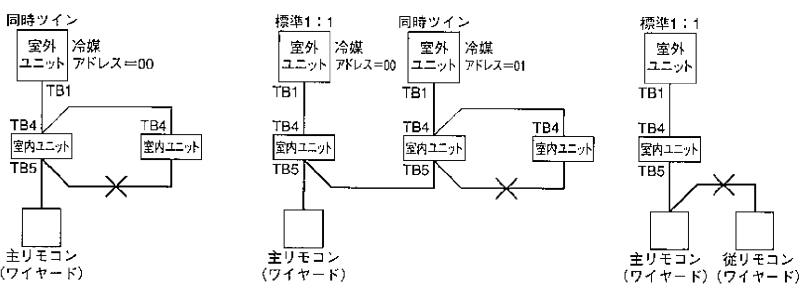 同時ツイン
室外
ユニット
冷媒
アドレス=00
TB1
TB4
TB4
室内ユニット
室内ユニット
TB5
主リモコン
(ワイヤード)
標準1:1
室外
ユニット
冷媒
アドレス=00
TB1
TB4
室内ユニット
TB5
主リモコン
(ワイヤード)
同時ツイン
室外
ユニット
冷媒
アドレス=01
TB1
TB4
TB4
室内ユニット
室内ユニット
TB5
標準1:1
室外
ユニット
TB1
TB4
室内ユニット
TB5
主リモコン
(ワイヤード)
従リモコン
(ワイヤード)